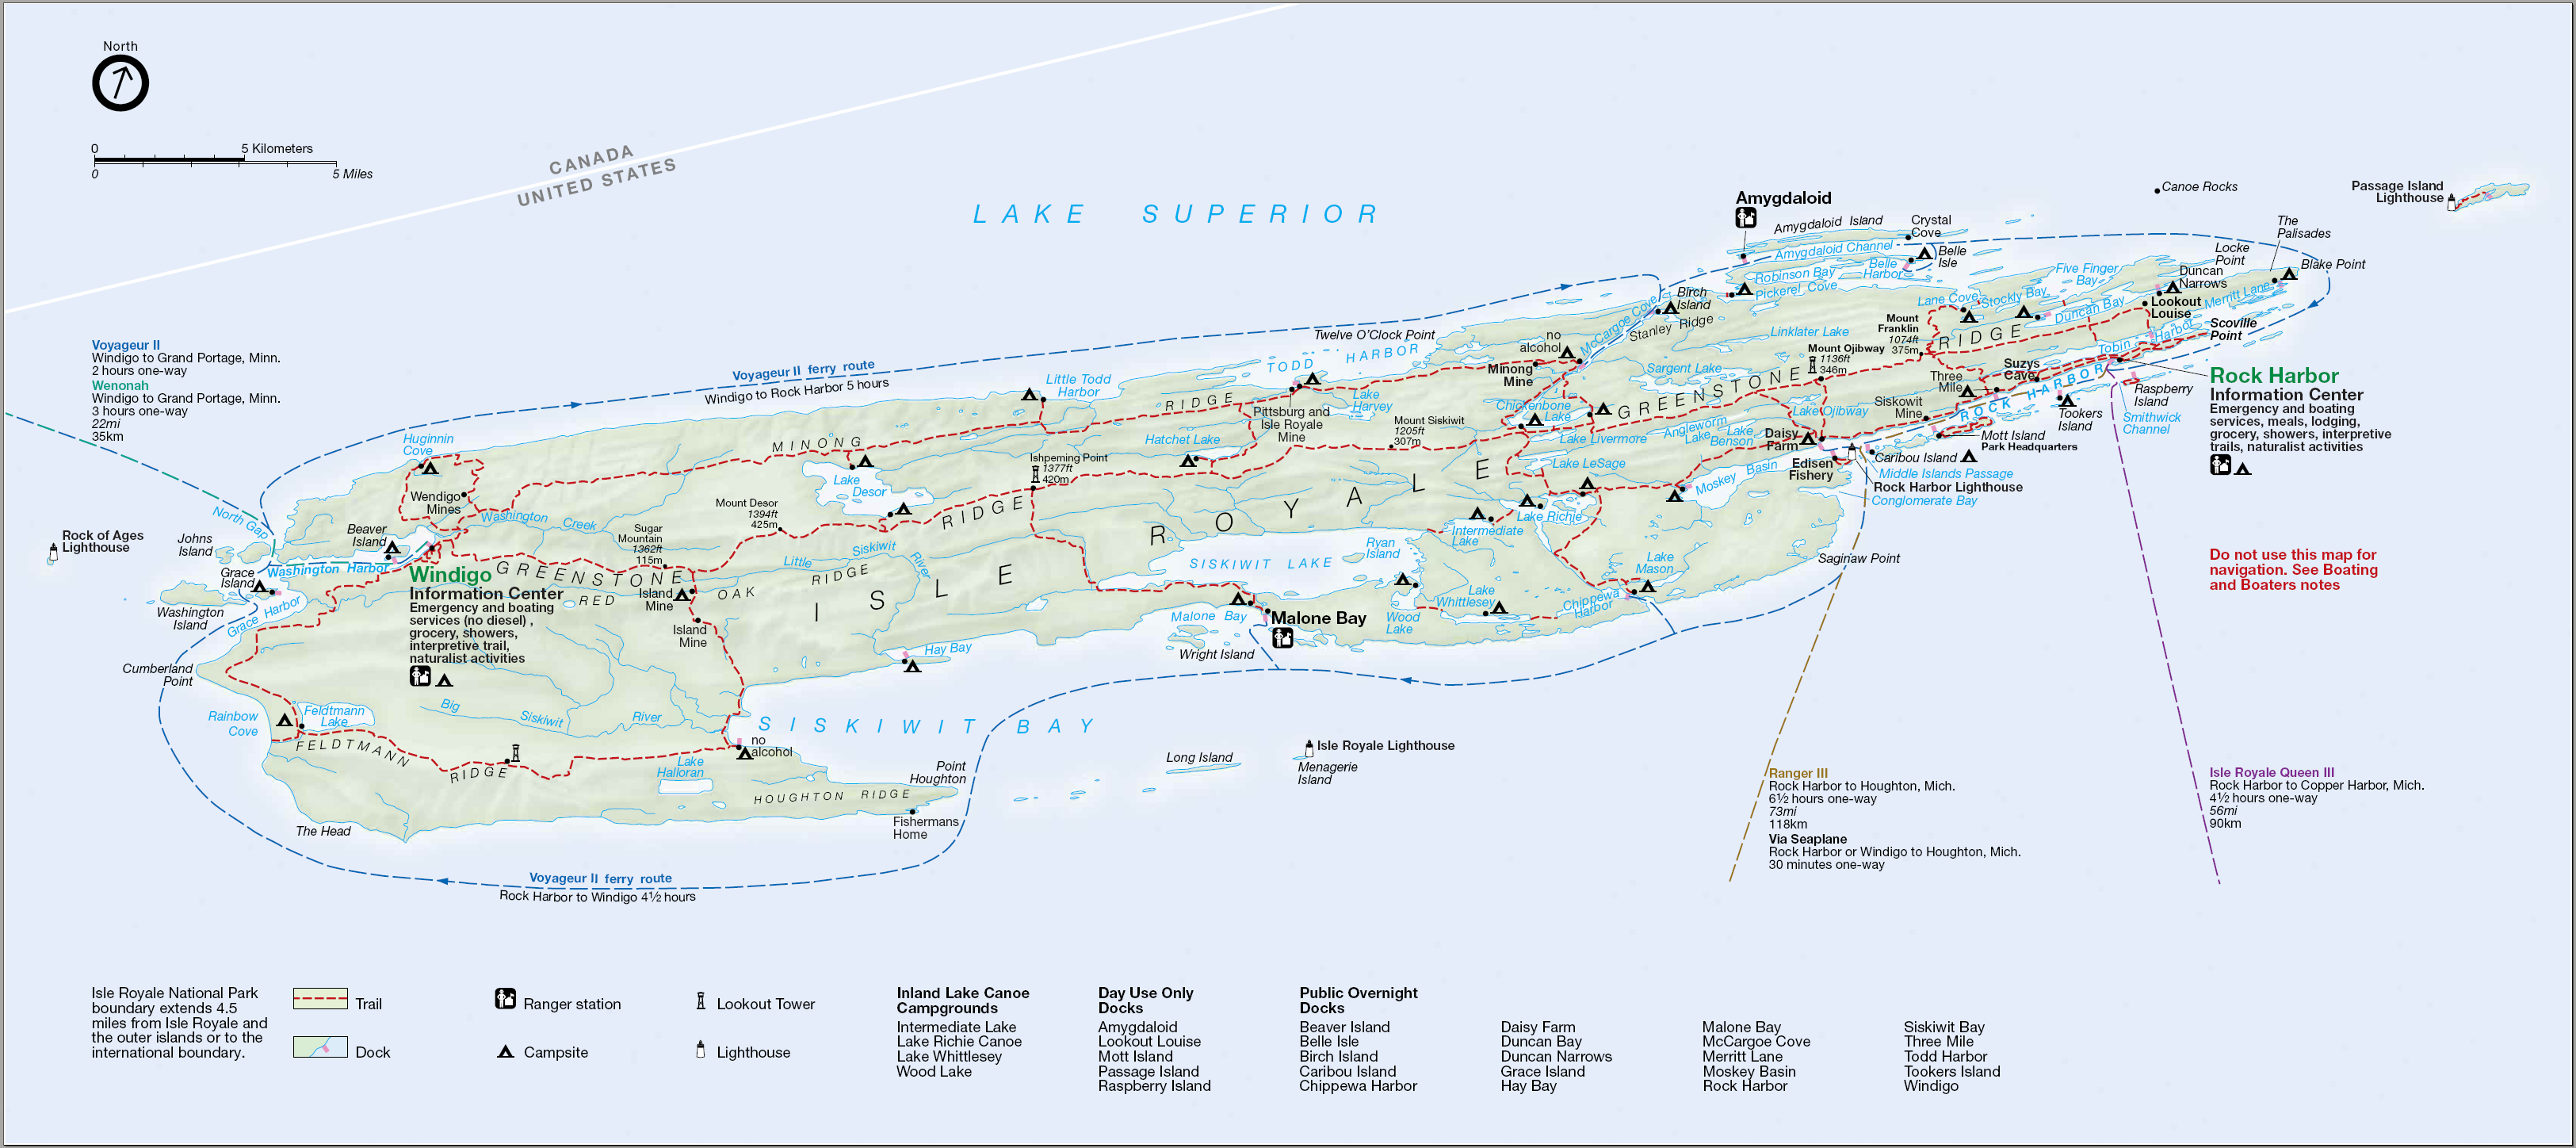 North
0
5 Kilometers
0
5 Miles
CANADA
UNITED STATES
LAKE SUPERIOR
Canoe Rocks
Passage Island
Lighthouse
Amygdaloid
Amygdaloid Island
Crystal
Cove
Amygdaloid Channel
Belle
Isle
Belle
Harbor
Robinson Bay
Pickerel Cove
The
Palisades
Locke
Point
Blake Point
Five Finger
Bay
Duncan
Narrows
Merritt Lane
Lookout
Louise
Lane Cove
Stockly Bay
Duncan Bay
Birch
Island
McCargoe Cove
Stanley Ridge
Linklater Lake
Mount
Franklin
1074ft
375m
RIDGE
Tobin
Harbor
Scoville
Point
Twelve O'Clock Point
no
alcohol
Mount Ojibway
1136ft
346m
Suzys
Cave
ROCK HARBOR
Rock Harbor
Information Center
Emergency and boating
services, meals, lodging,
grocery, showers, interpretive
trails, naturalist activities
Raspberry
Island
Smithwick
Channel
Tookers
Island
Three
Mile
Siskowit
Mine
Mott Island
Park Headquarters
Caribou Island
Middle Islands Passage
Rock Harbor Lighthouse
Conglomerate Bay
Edisen
Fishery
Daisy
Farm
Lake Ojibway
Lake
Benson
Angleworm
Lake
Moskey
Basin
Sargent Lake
GREENSTONE
Minong
Mine
Chickenbone
Lake
Lake Livermore
Lake LeSage
Lake Richie
Intermediate
Lake
TODD HARBOR
Lake
Harvey
Pittsburg and
Isle Royale
Mine
Mount Siskiwit
1205ft
307m
Voyageur II
Windigo to Grand Portage, Minn.
2 hours one-way
Wenonah
Windigo to Grand Portage, Minn.
3 hours one-way
22mi
35km
Voyageur II ferry route
Windigo to Rock Harbor 5 hours
Little Todd
Harbor
MINONG
RIDGE
Hatchet Lake
Ishpeming Point
1377ft
420m
Huginnin
Cove
Wendigo
Mines
Lake
Desor
Mount Desor
1394ft
425m
RIDGE
North Gap
Washington Creek
Beaver
Island
Johns
Island
Rock of Ages
Lighthouse
Washington Harbor
Grace
Island
Washington
Island
Grace Harbor
Sugar
Mountain
1362ft
115m
Little Siskiwit River
Windigo
Information Center
Emergency and boating
services (no diesel) ,
grocery, showers,
interpretive trail,
naturalist activities
GREENSTONE
RED OAK RIDGE
Island
Mine
Island
Mine
ISLE ROYALE
SISKIWIT LAKE
Ryan
Island
Malone Bay
Malone Bay
Wright Island
Wood
Lake
Lake
Whittlesey
Chippewa
Harbor
Lake
Mason
Saginaw Point
Do not use this map for
navigation. See Boating
and Boaters notes
Cumberland
Point
Rainbow
Cove
Feldtmann
Lake
FELDTMANN
RIDGE
Big Siskiwit River
Hay Bay
SISKIWIT BAY
no
alcohol
Lake
Halloran
HOUGHTON RIDGE
Point
Houghton
Fishermans
Home
The Head
Long Island
Isle Royale Lighthouse
Menagerie
Island
Ranger III
Rock Harbor to Houghton, Mich.
6½ hours one-way
73mi
118km
Via Seaplane
Rock Harbor or Windigo to Houghton, Mich.
30 minutes one-way
Isle Royale Queen III
Rock Harbor to Copper Harbor, Mich.
4½ hours one-way
56mi
90km
Voyageur II ferry route
Rock Harbor to Windigo 4½ hours
Isle Royale National Park
boundary extends 4.5
miles from Isle Royale and
the outer islands or to the
international boundary.
Trail
Dock
Ranger station
Campsite
Lookout Tower
Lighthouse
Inland Lake Canoe
Campgrounds
Intermediate Lake
Lake Richie Canoe
Lake Whittlesey
Wood Lake
Day Use Only
Docks
Amygdaloid
Lookout Louise
Mott Island
Passage Island
Raspberry Island
Public Overnight
Docks
Beaver Island
Belle Isle
Birch Island
Caribou Island
Chippewa Harbor
Daisy Farm
Duncan Bay
Duncan Narrows
Grace Island
Hay Bay
Malone Bay
McCargoe Cove
Merritt Lane
Moskey Basin
Rock Harbor
Siskiwit Bay
Three Mile
Todd Harbor
Tookers Island
Windigo